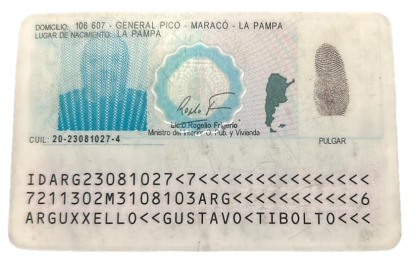 DOMICILIO: 106 607 - GENERAL PICO - MARACÓ - LA PAMPA
LUGAR DE NACIMIENTO: LA PAMPA
Lic. Rogelio Frigerio
Ministro del Interior, O. Pub. y Vivienda
CUIL: 20-23081027-4
PULGAR
IDARG23081027<7<<<<<<<<<<<<<<<
7211302M3108103ARG<<<<<<<<<<<6
ARGUXXELLO<<GUSTAVO<TIBOLTO<<<